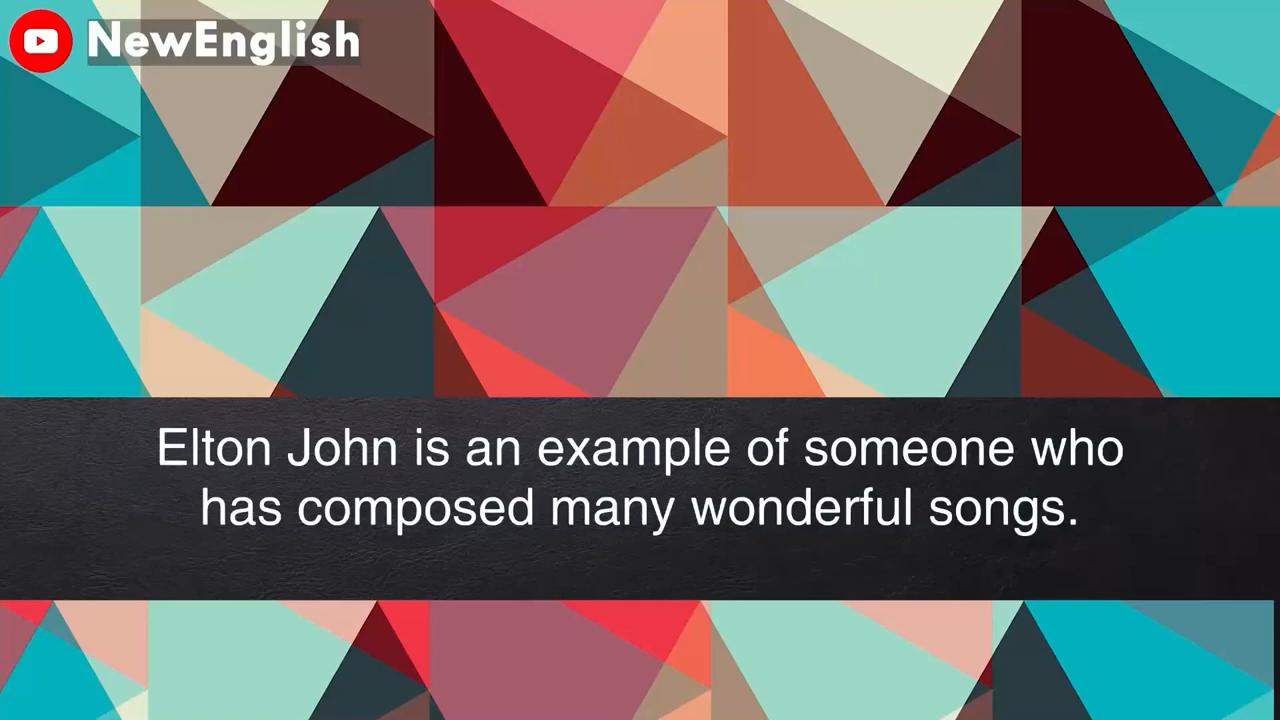 NewEnglish
Elton John is an example of someone who
has composed many wonderful songs.